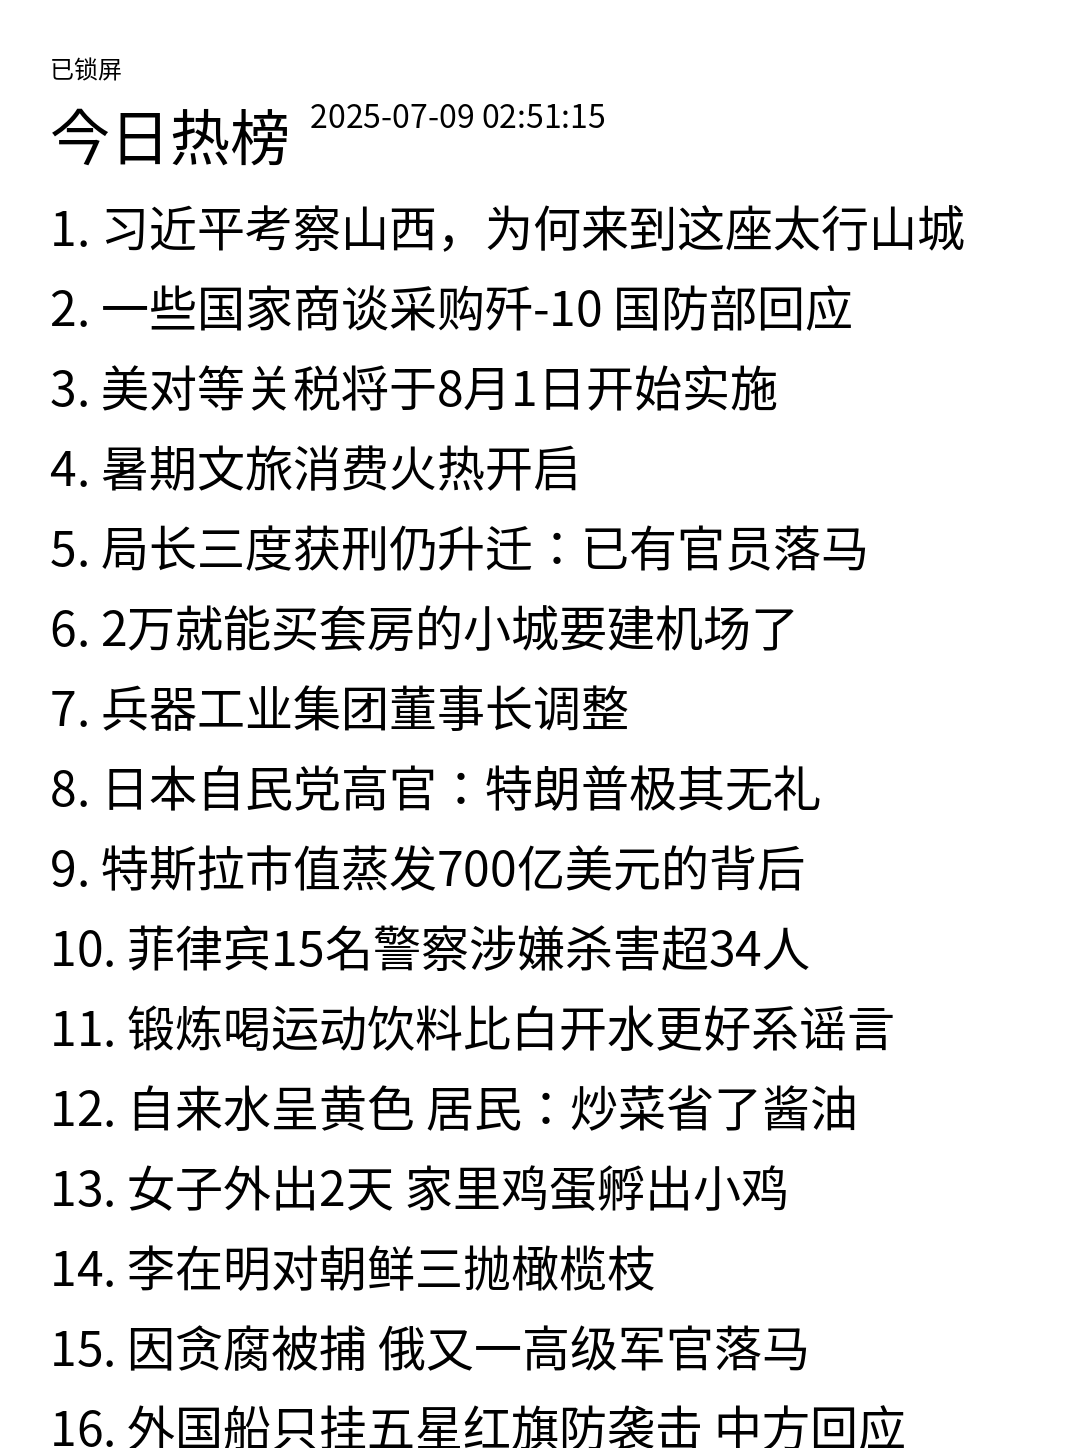 已锁屏
今日热榜 2025-07-09 02:51:15
1. 习近平考察山西，为何来到这座太行山城
2. 一些国家商谈采购歼-10 国防部回应
3. 美对等关税将于8月1日开始实施
4. 暑期文旅消费火热开启
5. 局长三度获刑仍升迁：已有官员落马
6. 2万就能买套房的小城要建机场了
7. 兵器工业集团董事长调整
8. 日本自民党高官：特朗普极其无礼
9. 特斯拉市值蒸发700亿美元的背后
10. 菲律宾15名警察涉嫌杀害超34人
11. 锻炼喝运动饮料比白开水更好系谣言
12. 自来水呈黄色 居民：炒菜省了酱油
13. 女子外出2天 家里鸡蛋孵出小鸡
14. 李在明对朝鲜三抛橄榄枝
15. 因贪腐被捕 俄又一高级军官落马
16. 外国船只挂五星红旗防袭击 中方回应